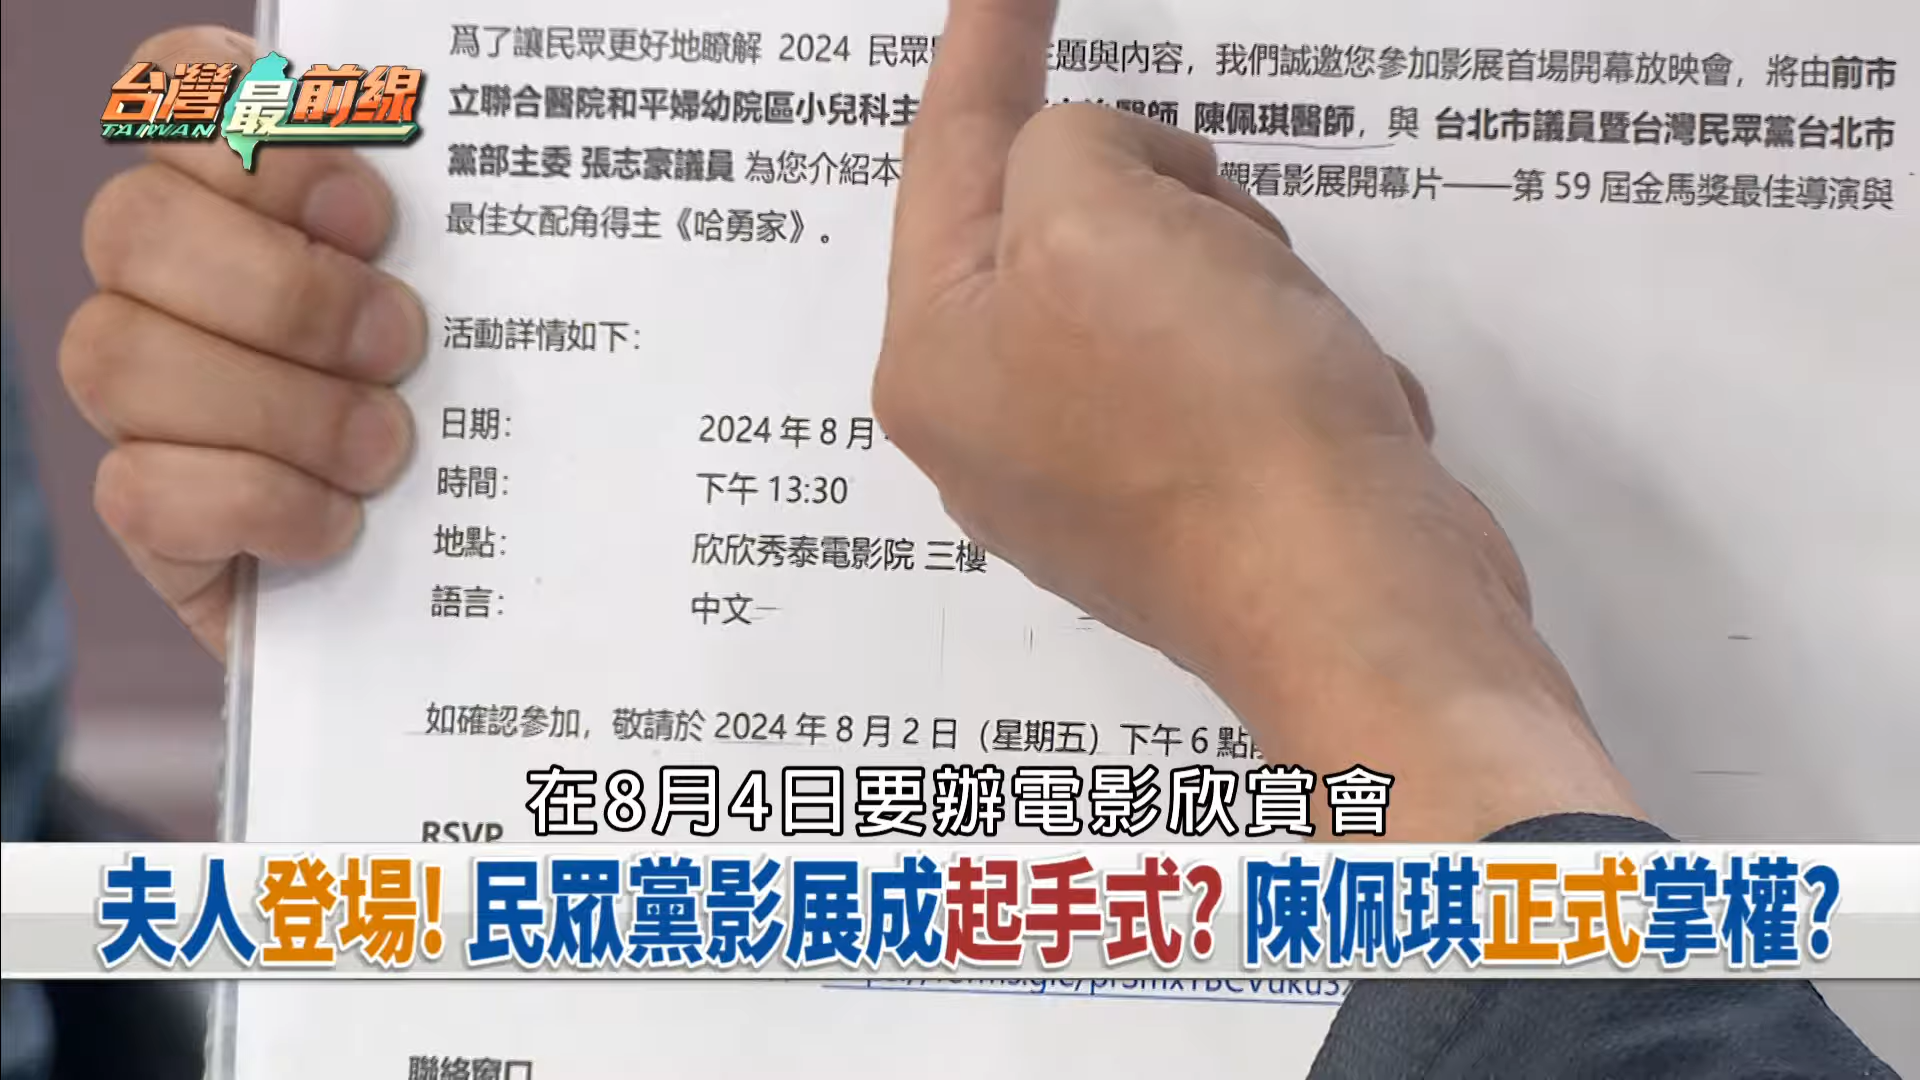 台灣最前線
TAIWAN
爲了讓民眾更好地瞭解 2024 民眾 主題與內容，我們誠邀您參加影展首場開幕放映會，將由前市
立聯合醫院和平婦幼院區小兒科主 醫師 陳佩琪醫師，與 台北市議員暨台灣民眾黨台北市
黨部主委 張志豪議員 為您介紹本 觀看影展開幕片——第 59 屆金馬獎最佳導演與
最佳女配角得主《哈勇家》。
活動詳情如下：
日期： 2024 年 8 月
時間： 下午 13:30
地點： 欣欣秀泰電影院 三樓
語言： 中文
如確認參加，敬請於 2024 年 8 月 2 日（星期五）下午 6 點
RSVP
在8月4日要辦電影欣賞會
夫人登場! 民眾黨影展成起手式? 陳佩琪正式掌權?
聯絡窗口